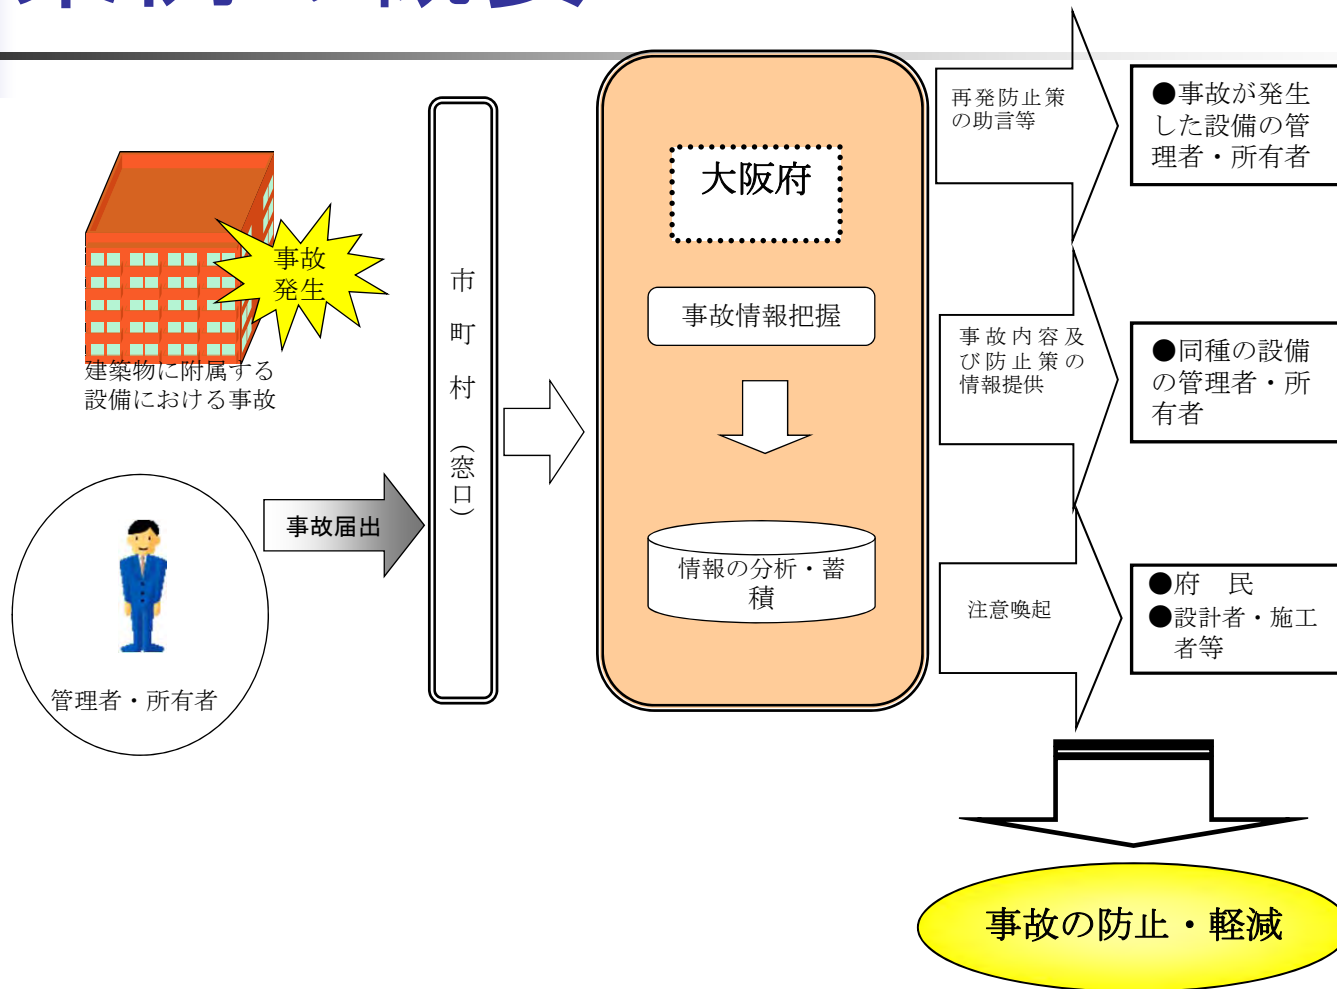 条例の概要
事故
発生
建築物に附属する
設備における事故
管理者・所有者
事故届出
市
町
村
（窓口）
大阪府
事故情報把握
情報の分析・蓄
積
再発防止策
の助言等
●事故が発生
した設備の管
理者・所有者
事故内容及
び防止策の
情報提供
●同種の設備
の管理者・所
有者
注意喚起
●府　民
●設計者・施工
者等
事故の防止・軽減